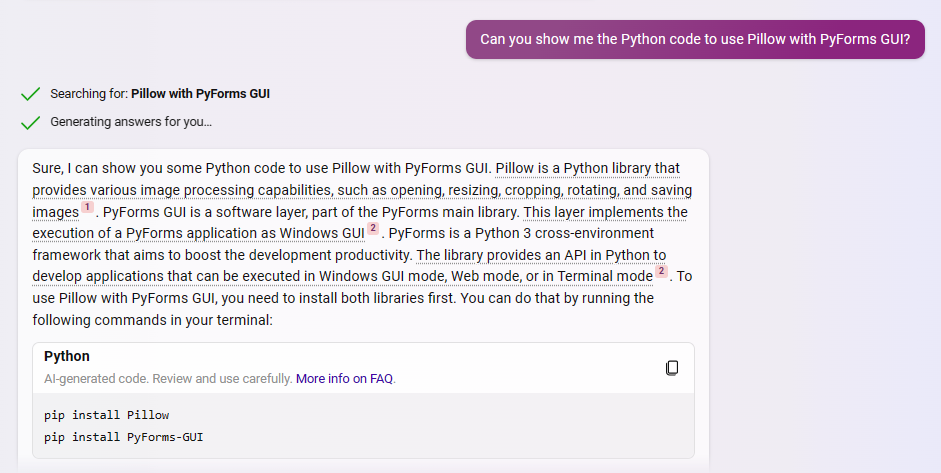 Can you show me the Python code to use Pillow with PyForms GUI?
Searching for: Pillow with PyForms GUI
Generating answers for you...
Sure, I can show you some Python code to use Pillow with PyForms GUI. Pillow is a Python library that
provides various image processing capabilities, such as opening, resizing, cropping, rotating, and saving
images 1 . PyForms GUI is a software layer, part of the PyForms main library. This layer implements the
execution of a PyForms application as Windows GUI 2 . PyForms is a Python 3 cross-environment
framework that aims to boost the development productivity. The library provides an API in Python to
develop applications that can be executed in Windows GUI mode, Web mode, or in Terminal mode 2 . To
use Pillow with PyForms GUI, you need to install both libraries first. You can do that by running the
following commands in your terminal:
Python
AI-generated code. Review and use carefully. More info on FAQ.
pip install Pillow
pip install PyForms-GUI